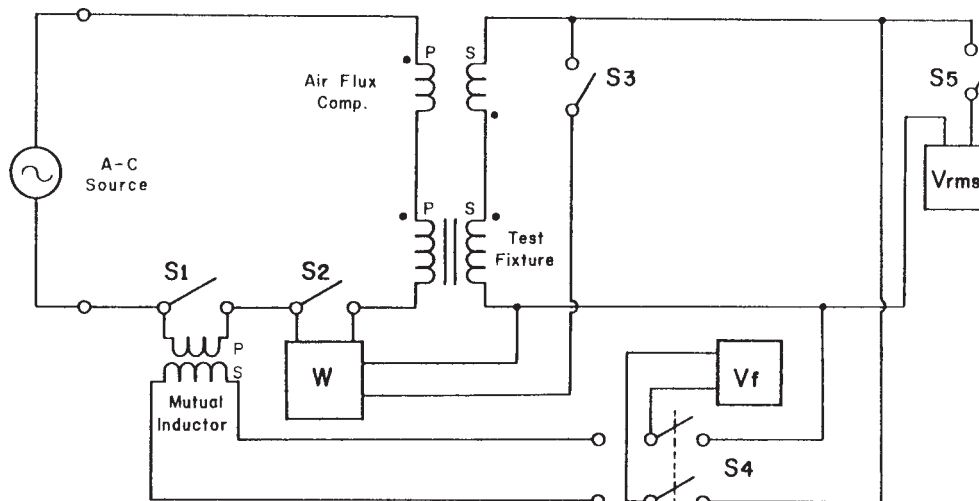 P
S
Air Flux
Comp.
S3
S5
A-C
Source
Vrms
P
S
Test
Fixture
S1
S2
P
S
W
Vf
Mutual
Inductor
S4